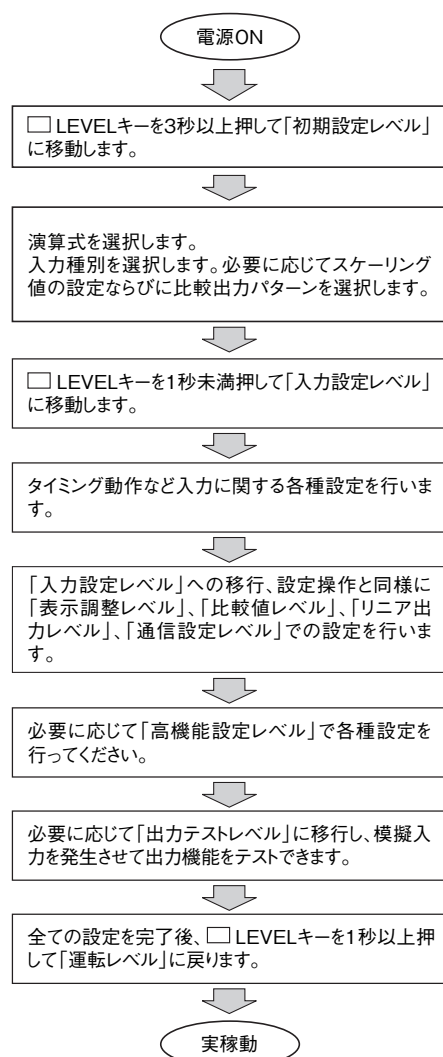 電源ON
□ LEVELキーを3秒以上押して「初期設定レベル」
に移動します。
演算式を選択します。
入力種別を選択します。必要に応じてスケーリング
値の設定ならびに比較出力パターンを選択します。
□ LEVELキーを1秒未満押して「入力設定レベル」
に移動します。
タイミング動作など入力に関する各種設定を行いま
す。
「入力設定レベル」への移行、設定操作と同様に
「表示調整レベル」、「比較値レベル」、「リニア出
力レベル」、「通信設定レベル」での設定を行いま
す。
必要に応じて「高機能設定レベル」で各種設定を
行ってください。
必要に応じて「出力テストレベル」に移行し、模擬入
力を発生させて出力機能をテストできます。
全ての設定を完了後、□ LEVELキーを1秒以上押
して「運転レベル」に戻ります。
実稼動